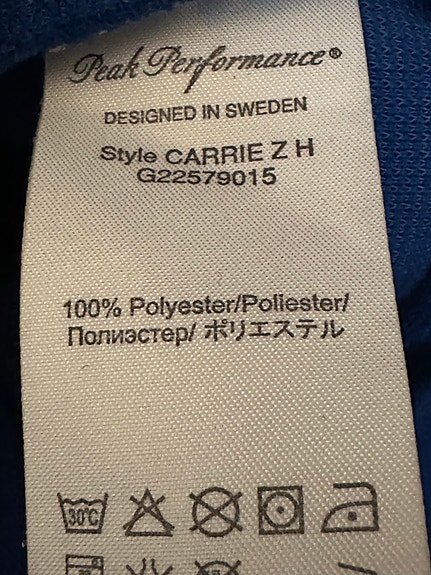 Peak Performance®
DESIGNED IN SWEDEN
Style CARRIE Z H
G22579015
100% Polyester/Poliester/
Полиэстер/ ポリエステル
30°C